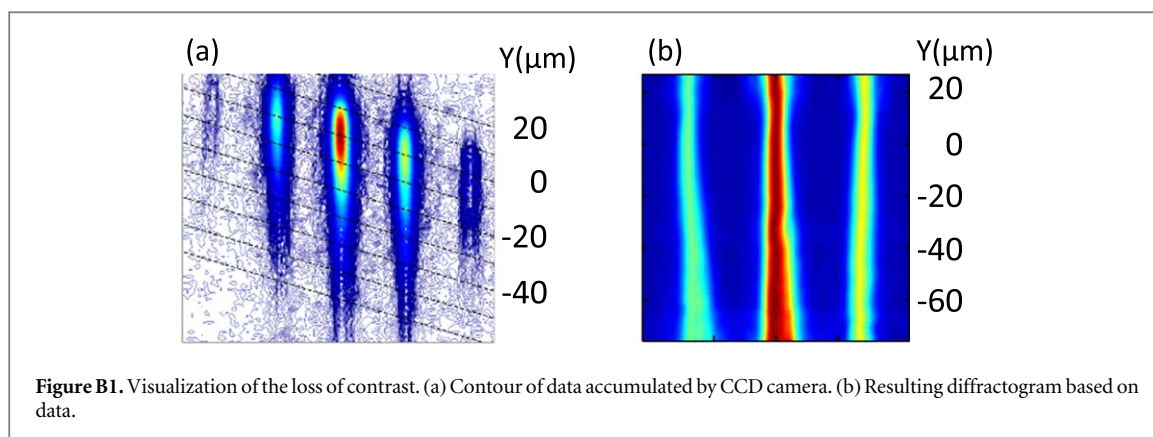 (a)
Y(μm)
20
0
-20
-40
(b)
Y(μm)
20
0
-20
-40
-60
Figure B1. Visualization of the loss of contrast. (a) Contour of data accumulated by CCD camera. (b) Resulting diffractogram based on
data.